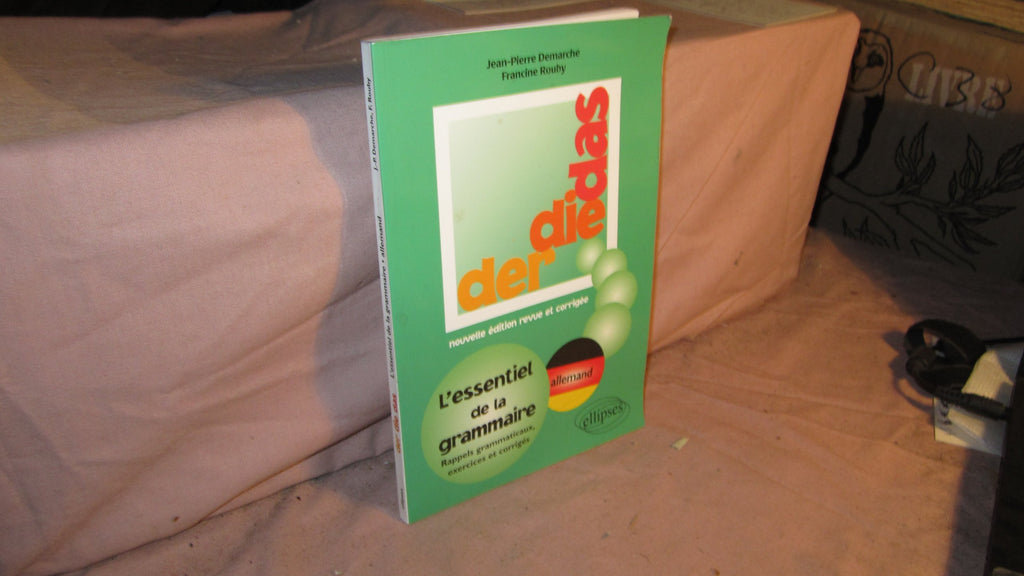 Jean-Pierre Demarche
Francine Rouby
der die das
nouvelle édition revue et corrigée
L'essentiel
de la
grammaire
Rappels grammaticaux,
exercices et corrigés
allemand
ellipses
J.-P. Demarche, F. Rouby
L'essentiel de la grammaire • allemand
der die das
LIVRE